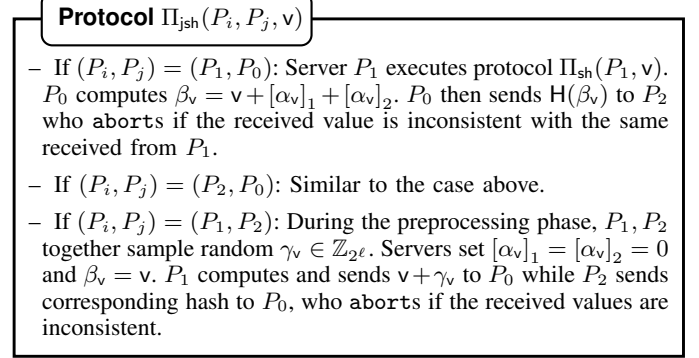 Protocol Π_jsh(P_i, P_j, v)
– If (P_i, P_j) = (P_1, P_0): Server P_1 executes protocol Π_sh(P_1, v).
P_0 computes β_v = v + [α_v]_1 + [α_v]_2. P_0 then sends H(β_v) to P_2
who aborts if the received value is inconsistent with the same
received from P_1.
– If (P_i, P_j) = (P_2, P_0): Similar to the case above.
– If (P_i, P_j) = (P_1, P_2): During the preprocessing phase, P_1, P_2
together sample random γ_v ∈ ℤ_{2^ℓ}. Servers set [α_v]_1 = [α_v]_2 = 0
and β_v = v. P_1 computes and sends v + γ_v to P_0 while P_2 sends
corresponding hash to P_0, who aborts if the received values are
inconsistent.